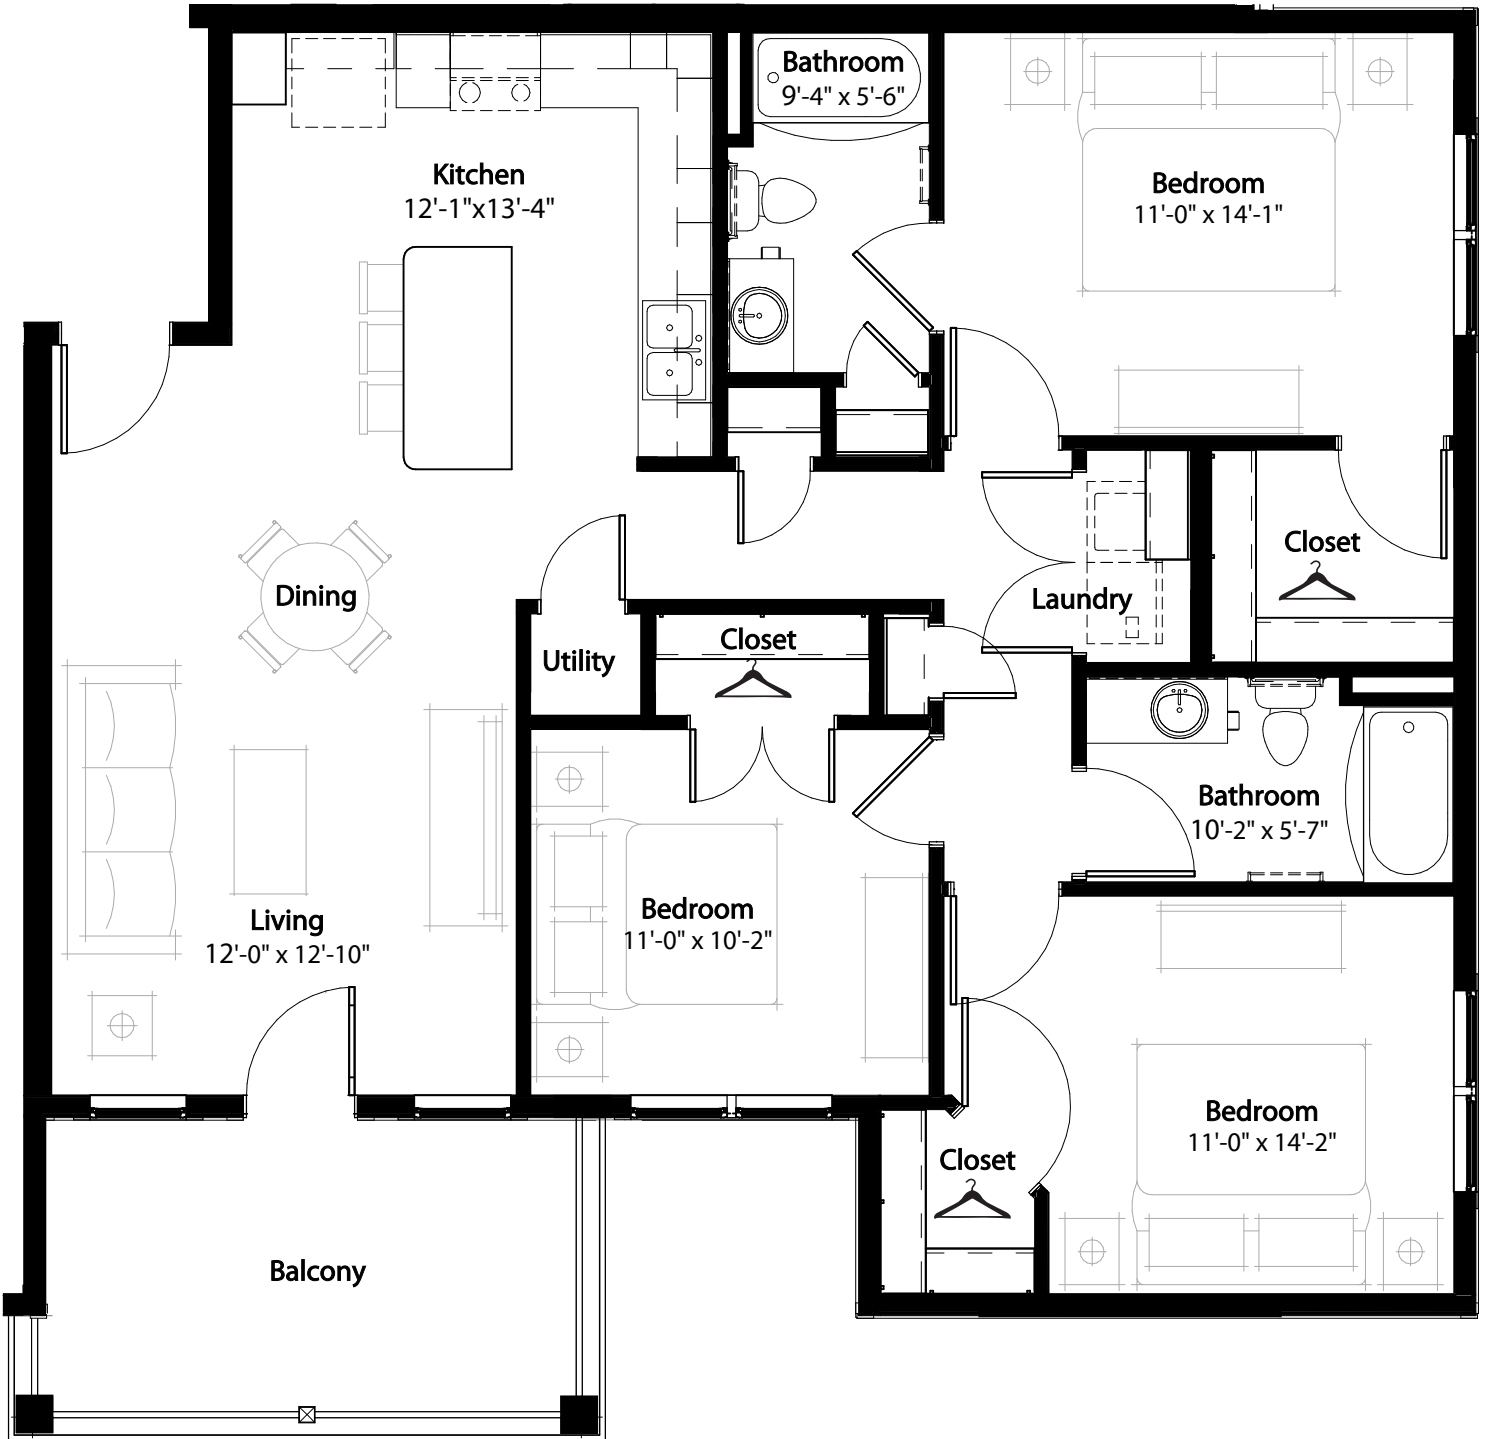 Bathroom
9'-4" x 5'-6"
Kitchen
12'-1"x13'-4"
Bedroom
11'-0" x 14'-1"
Closet
Dining
Laundry
Closet
Utility
Bathroom
10'-2" x 5'-7"
Living
12'-0" x 12'-10"
Bedroom
11'-0" x 10'-2"
Bedroom
11'-0" x 14'-2"
Closet
Balcony